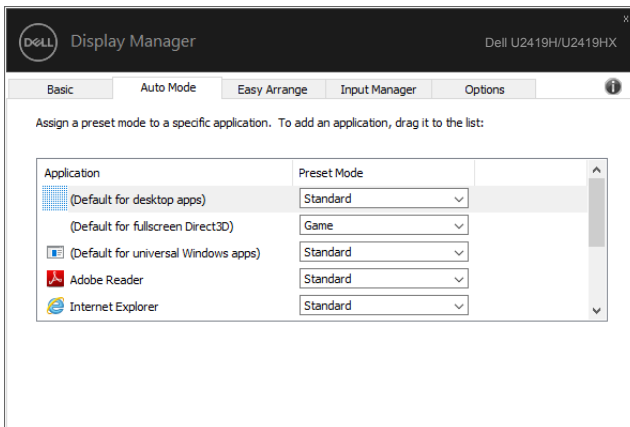 x
DELL Display Manager Dell U2419H/U2419HX
Basic Auto Mode Easy Arrange Input Manager Options i
Assign a preset mode to a specific application. To add an application, drag it to the list:
Application Preset Mode
(Default for desktop apps) Standard
(Default for fullscreen Direct3D) Game
(Default for universal Windows apps) Standard
Adobe Reader Standard
Internet Explorer Standard